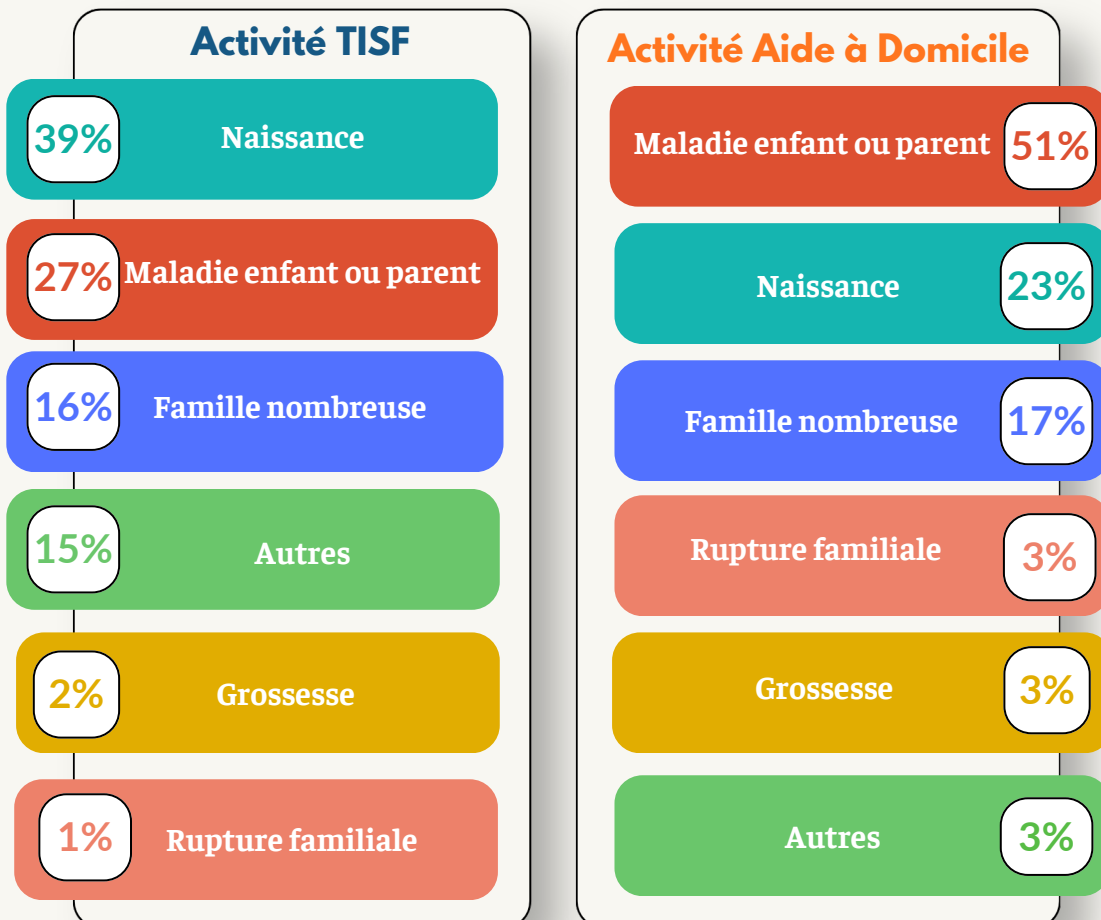 Activité TISF
39% Naissance
27% Maladie enfant ou parent
16% Famille nombreuse
15% Autres
2% Grossesse
1% Rupture familiale
Activité Aide à Domicile
Maladie enfant ou parent 51%
Naissance 23%
Famille nombreuse 17%
Rupture familiale 3%
Grossesse 3%
Autres 3%